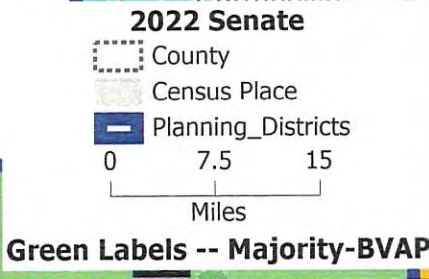 2022 Senate
County
Census Place
Planning_Districts
0 7.5 15
Miles
Green Labels -- Majority-BVAP